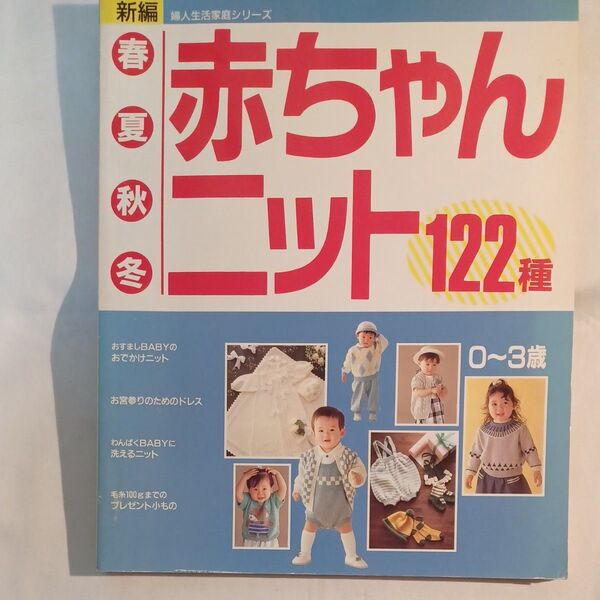 新編
婦人生活家庭シリーズ
春
夏
秋
冬
赤ちゃん
ニット
122種
0〜3歳
おすましBABYの
おでかけニット
お宮参りのためのドレス
わんぱくBABYに
洗えるニット
毛糸100gまでの
プレゼント小もの